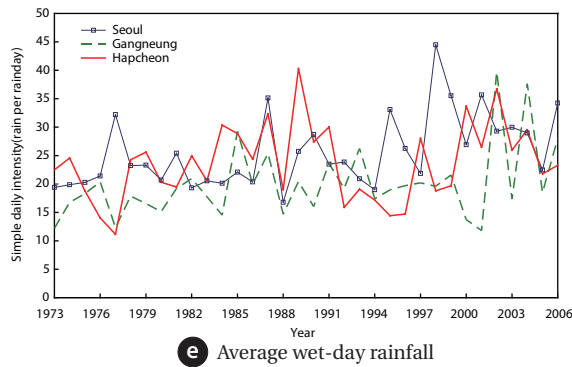 50
45
40
35
30
25
20
15
10
5
0
Simple daily intensity(rain per rainday)
Seoul
Gangneung
Hapcheon
1973 1976 1979 1982 1985 1988 1991 1994 1997 2000 2003 2006
Year
e Average wet-day rainfall